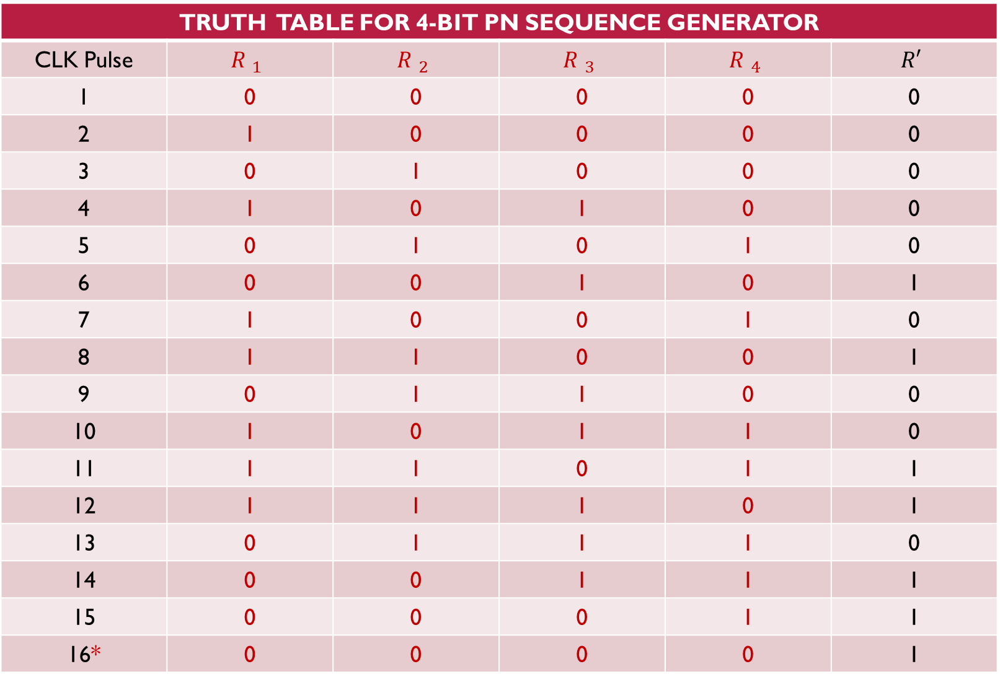 TRUTH TABLE FOR 4-BIT PN SEQUENCE GENERATOR
CLK Pulse R 1 R 2 R 3 R 4 R′
1 0 0 0 0 0
2 1 0 0 0 0
3 0 1 0 0 0
4 1 0 1 0 0
5 0 1 0 1 0
6 0 0 1 0 1
7 1 0 0 1 0
8 1 1 0 0 1
9 0 1 1 0 0
10 1 0 1 1 0
11 1 1 0 1 1
12 1 1 1 0 1
13 0 1 1 1 0
14 0 0 1 1 1
15 0 0 0 1 1
16* 0 0 0 0 1